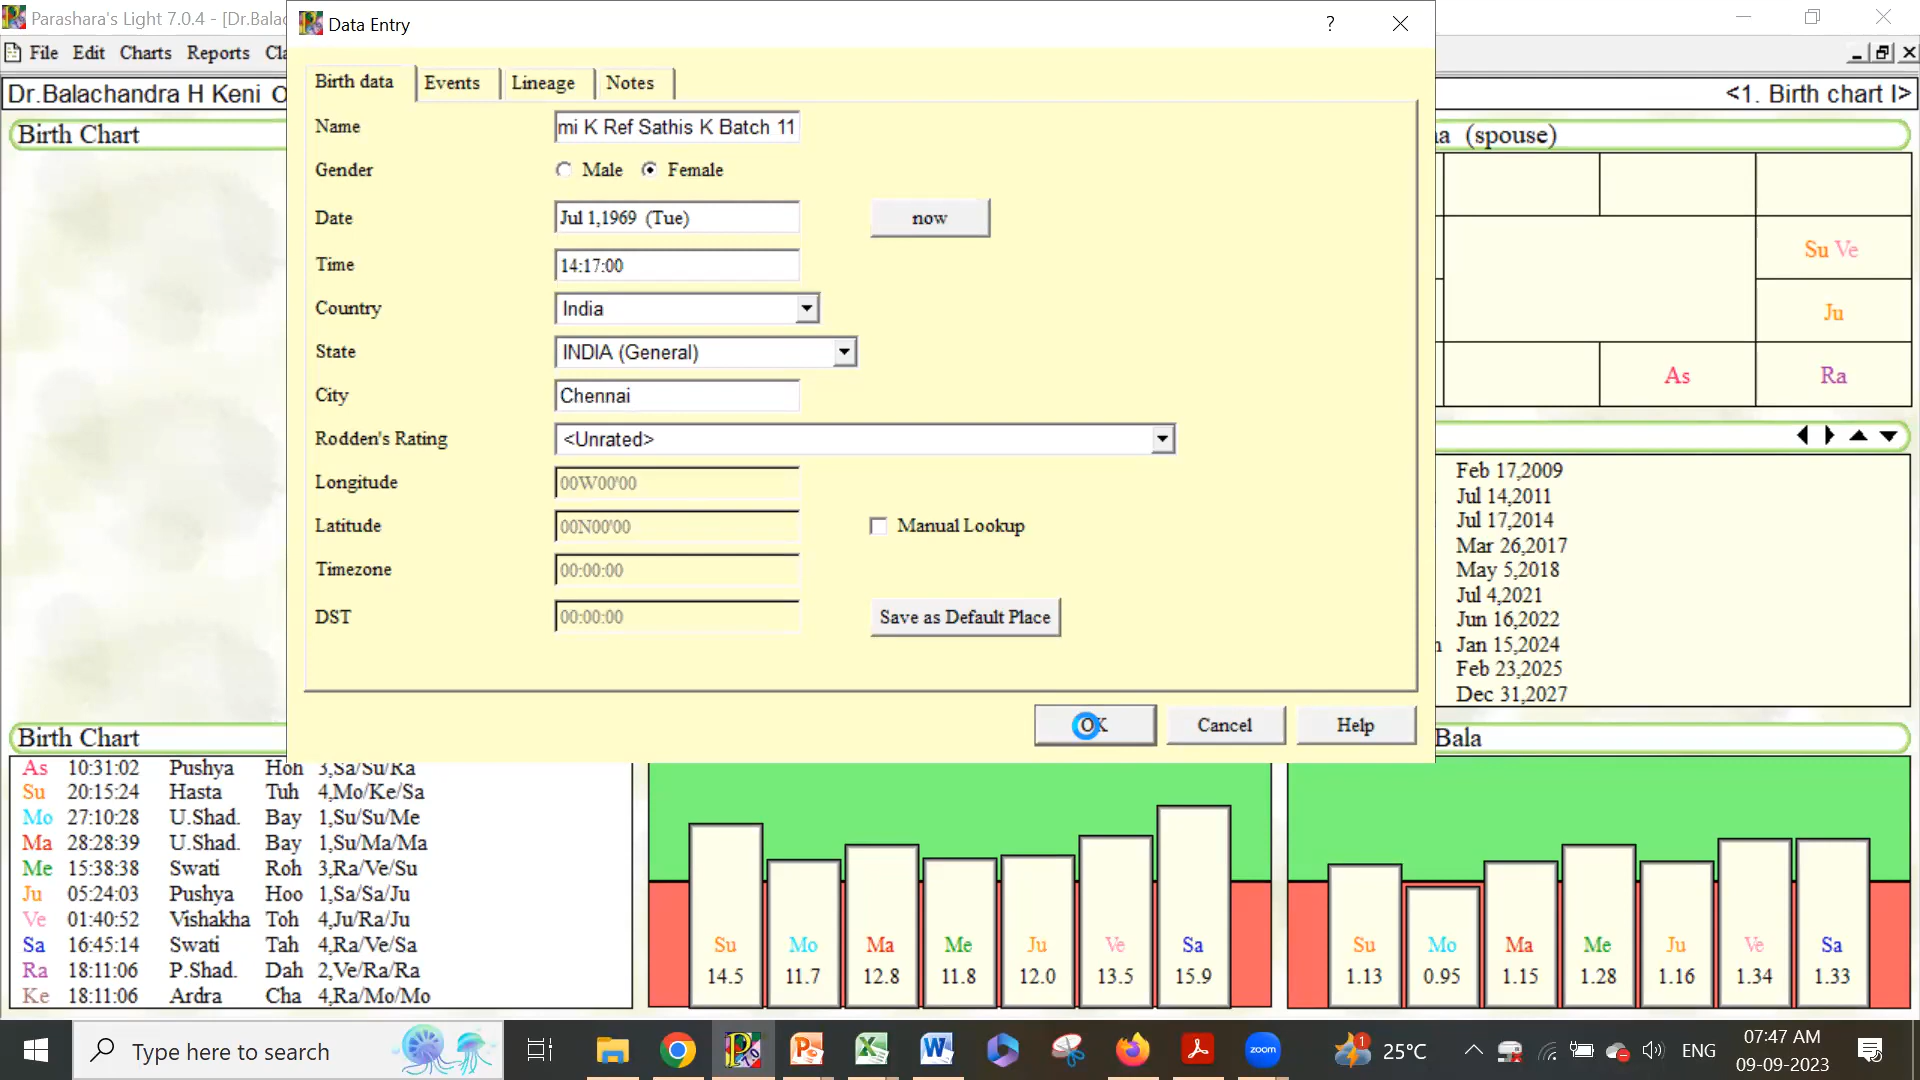 Parashara's Light 7.0.4 - [Dr.Balac
Data Entry
?
File Edit Charts Reports Cla
Dr.Balachandra H Keni
<1. Birth chart I>
Birth data Events Lineage Notes
Birth Chart
(spouse)
Name mi K Ref Sathis K Batch 11
Gender Male Female
Date Jul 1,1969 (Tue) now
Time 14:17:00
Country India
State INDIA (General)
City Chennai
Rodden's Rating <Unrated>
Longitude 00W00'00
Latitude 00N00'00 Manual Lookup
Timezone 00:00:00
DST 00:00:00 Save as Default Place
OK Cancel Help
Su Ve
Ju
As Ra
Feb 17,2009
Jul 14,2011
Jul 17,2014
Mar 26,2017
May 5,2018
Jul 4,2021
Jun 16,2022
Jan 15,2024
Feb 23,2025
Dec 31,2027
Birth Chart
Bala
As 10:31:02 Pushya Hoh 3,Sa/Su/Ra
Su 20:15:24 Hasta Tuh 4,Mo/Ke/Sa
Mo 27:10:28 U.Shad. Bay 1,Su/Su/Me
Ma 28:28:39 U.Shad. Bay 1,Su/Ma/Ma
Me 15:38:38 Swati Roh 3,Ra/Ve/Su
Ju 05:24:03 Pushya Hoo 1,Sa/Sa/Ju
Ve 01:40:52 Vishakha Toh 4,Ju/Ra/Ju
Sa 16:45:14 Swati Tah 4,Ra/Ve/Sa
Ra 18:11:06 P.Shad. Dah 2,Ve/Ra/Ra
Ke 18:11:06 Ardra Cha 4,Ra/Mo/Mo
Su Mo Ma Me Ju Ve Sa
14.5 11.7 12.8 11.8 12.0 13.5 15.9
Su Mo Ma Me Ju Ve Sa
1.13 0.95 1.15 1.28 1.16 1.34 1.33
Type here to search
zoom
1
25°C
ENG
07:47 AM
09-09-2023